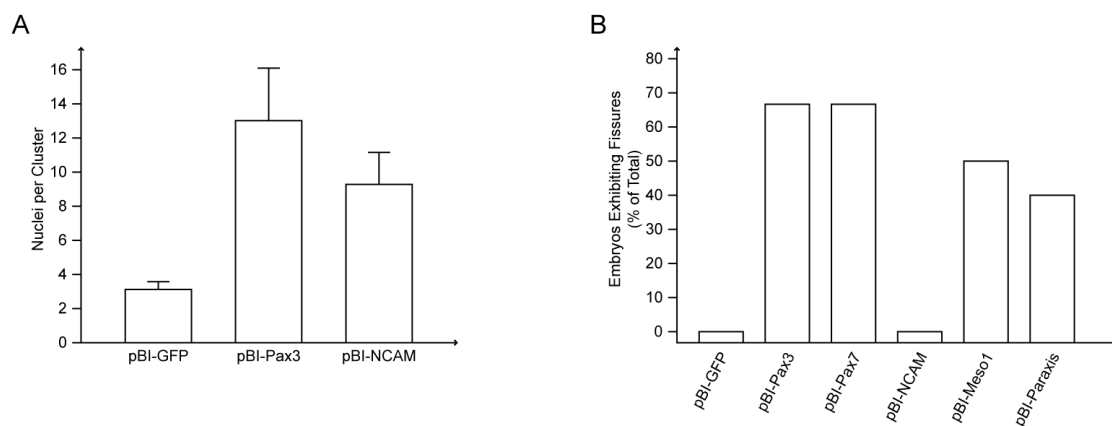 A
Nuclei per Cluster
16
14
12
10
8
6
4
2
0
pBI-GFP
pBI-Pax3
pBI-NCAM
B
Embryos Exhibiting Fissures
(% of Total)
80
70
60
50
40
30
20
10
0
pBI-GFP
pBI-Pax3
pBI-Pax7
pBI-NCAM
pBI-Meso1
pBI-Paraxis